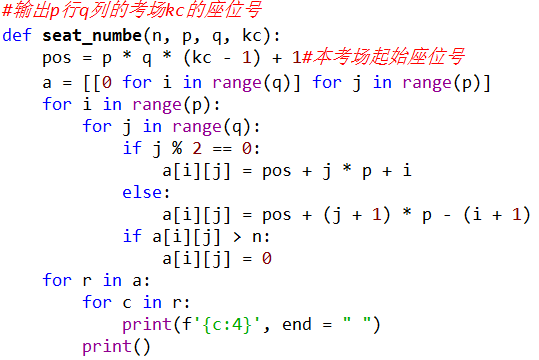 #输出p行q列的考场kc的座位号
def seat_numbe(n, p, q, kc):
    pos = p * q * (kc - 1) + 1#本考场起始座位号
    a = [[0 for i in range(q)] for j in range(p)]
    for i in range(p):
        for j in range(q):
            if j % 2 == 0:
                a[i][j] = pos + j * p + i
            else:
                a[i][j] = pos + (j + 1) * p - (i + 1)
            if a[i][j] > n:
                a[i][j] = 0
    for r in a:
        for c in r:
            print(f'{c:4}', end = " ")
        print()